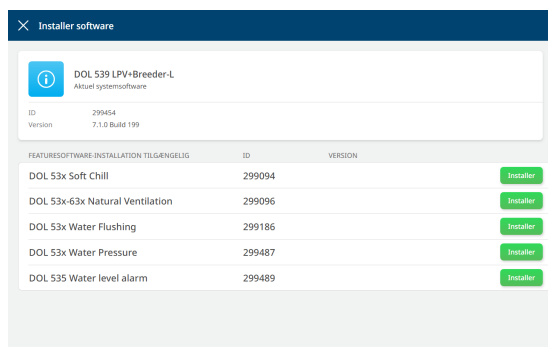 Installer software
DOL 539 LPV+Breeder-L
Aktuel systemsoftware
ID 299454
Version 7.1.0 Build 199
FEATURESOFTWARE-INSTALLATION TILGÆNGELIG ID VERSION
DOL 53x Soft Chill 299094 Installer
DOL 53x-63x Natural Ventilation 299096 Installer
DOL 53x Water Flushing 299186 Installer
DOL 53x Water Pressure 299487 Installer
DOL 535 Water level alarm 299489 Installer